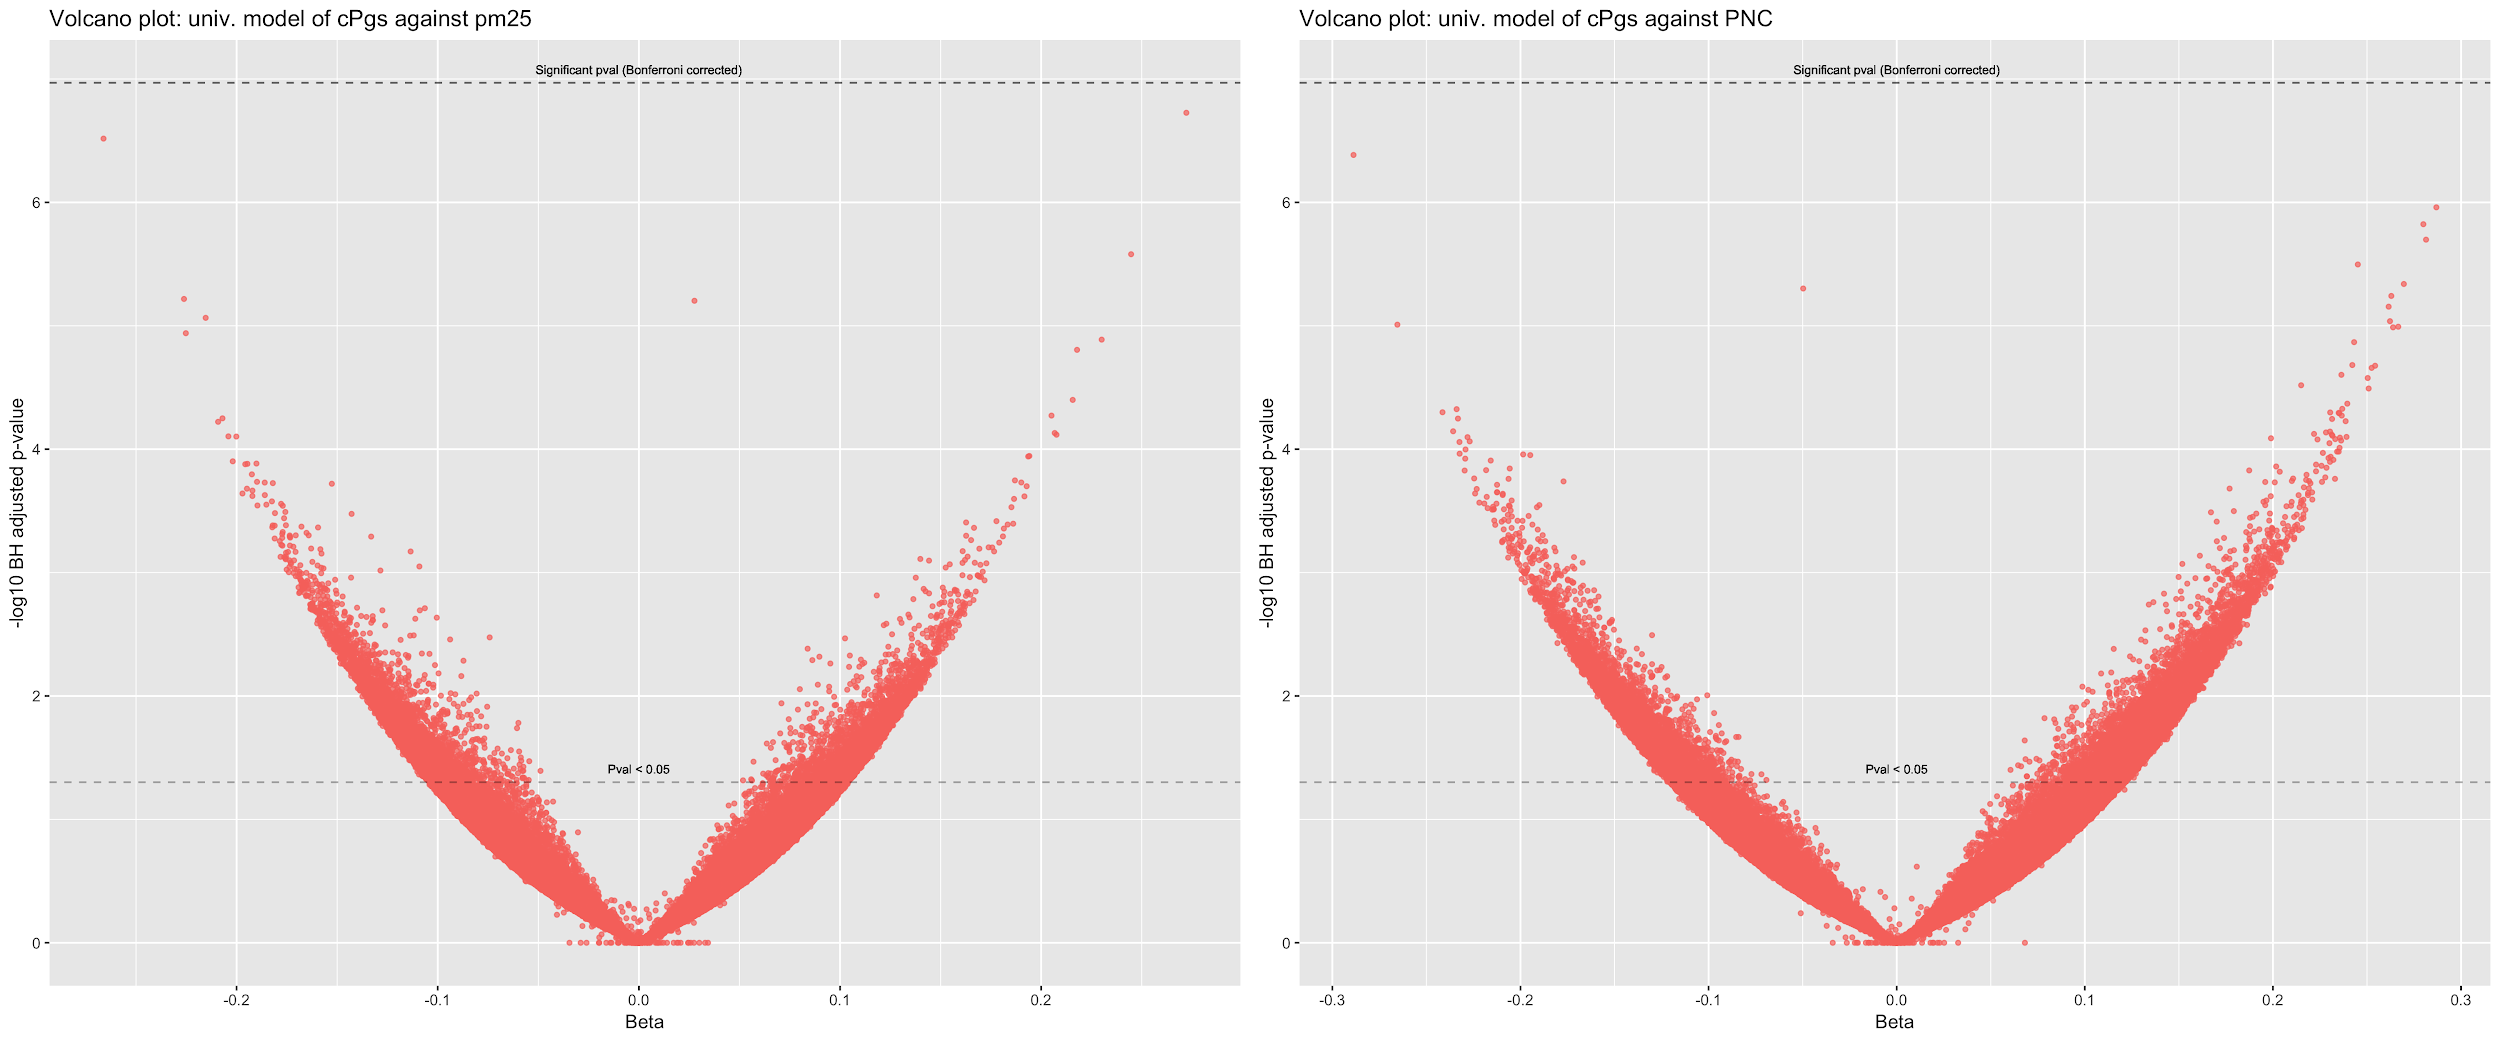 Volcano plot: univ. model of cPgs against pm25
Significant pval (Bonferroni corrected)
Pval < 0.05
-log10 BH adjusted p-value
6
4
2
0
-0.2
-0.1
0.0
0.1
0.2
Beta
Volcano plot: univ. model of cPgs against PNC
Significant pval (Bonferroni corrected)
Pval < 0.05
-log10 BH adjusted p-value
6
4
2
0
-0.3
-0.2
-0.1
0.0
0.1
0.2
0.3
Beta